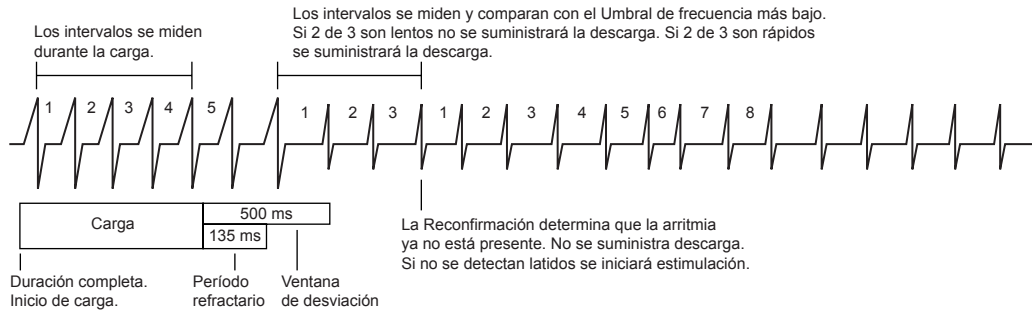 Los intervalos se miden
durante la carga.
Los intervalos se miden y comparan con el Umbral de frecuencia más bajo.
Si 2 de 3 son lentos no se suministrará la descarga. Si 2 de 3 son rápidos
se suministrará la descarga.
1 2 3 4 5 1 2 3 1 2 3 4 5 6 7 8
Carga
500 ms
135 ms
La Reconfirmación determina que la arritmia
ya no está presente. No se suministra descarga.
Si no se detectan latidos se iniciará estimulación.
Duración completa.
Inicio de carga.
Período
refractario
Ventana
de desviación